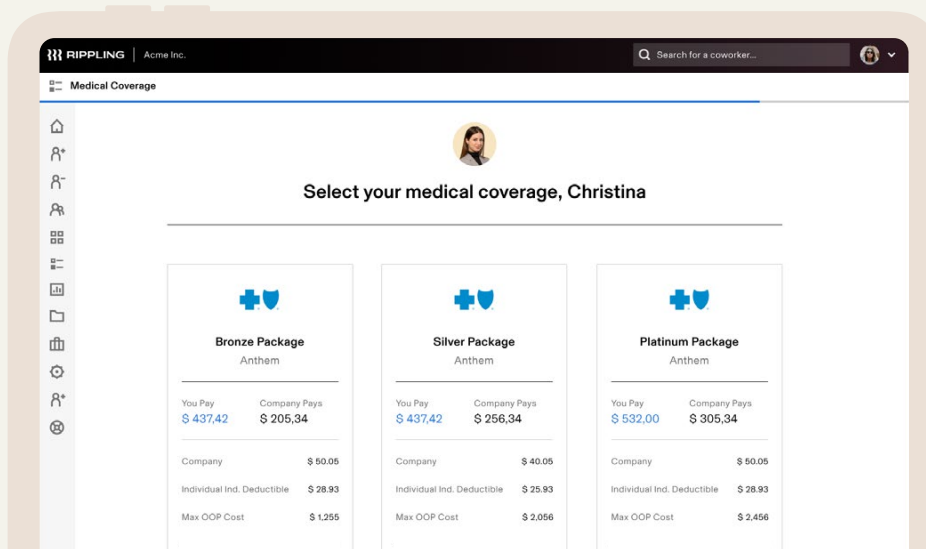 RIPPLING Acme Inc. Search for a coworker...
Medical Coverage
Select your medical coverage, Christina
Bronze Package
Anthem
You Pay Company Pays
$ 437,42 $ 205,34
Company $ 50.05
Individual Ind. Deductible $ 28.93
Max OOP Cost $ 1,255
Silver Package
Anthem
You Pay Company Pays
$ 437,42 $ 256,34
Company $ 40.05
Individual Ind. Deductible $ 25.93
Max OOP Cost $ 2,056
Platinum Package
Anthem
You Pay Company Pays
$ 532,00 $ 305,34
Company $ 50.05
Individual Ind. Deductible $ 28.93
Max OOP Cost $ 2,456